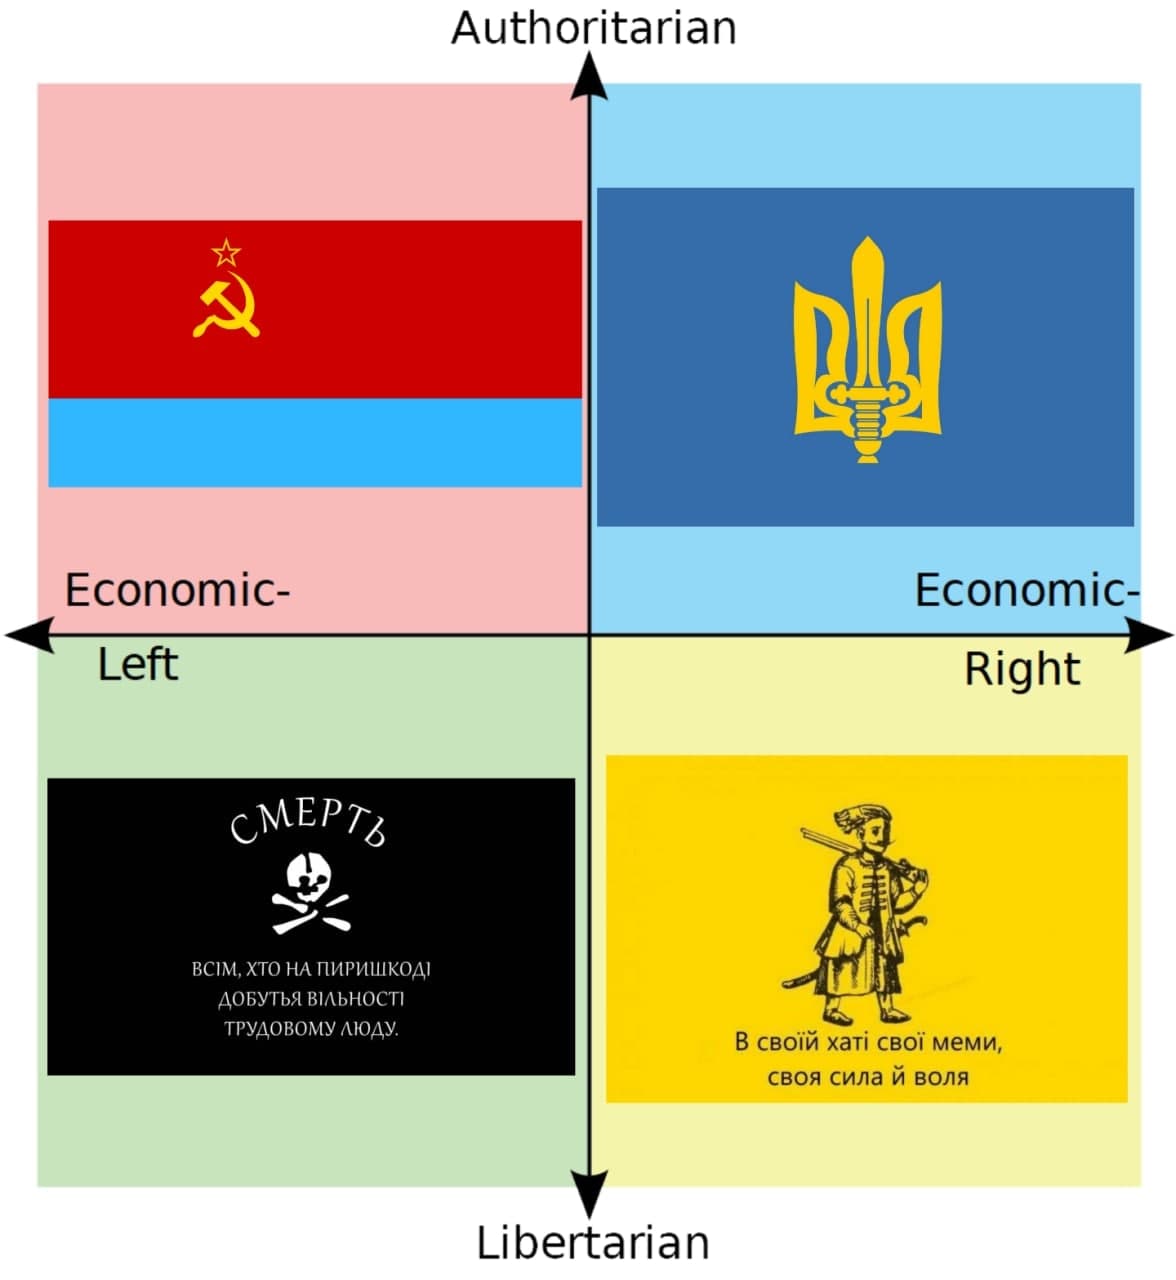 Authoritarian
Economic-
Left
Economic-
Right
СМЕРТЬ
ВСІМ, ХТО НА ПИРИШКОДІ
ДОБУТЬЯ ВІЛЬНОСТІ
ТРУДОВОМУ ЛЮДУ.
В своїй хаті свої меми,
своя сила й воля
Libertarian